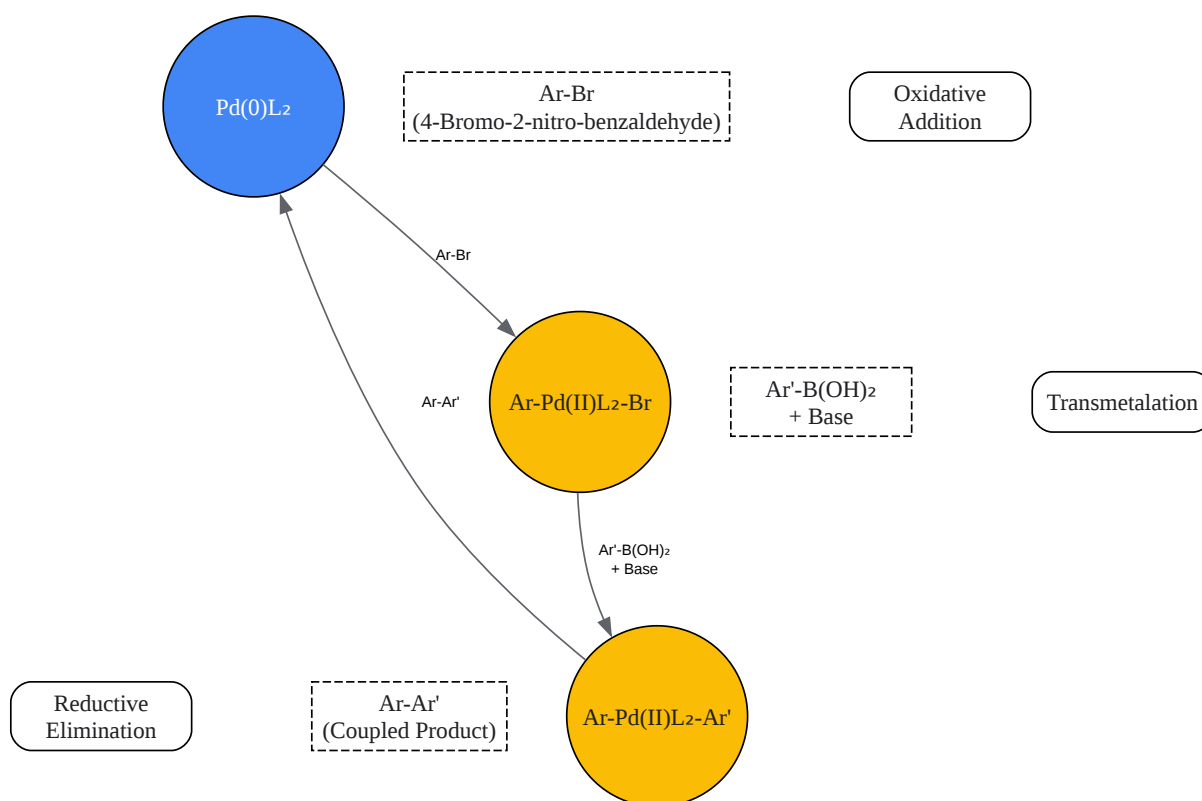 Pd(0)L₂
Ar-Br
(4-Bromo-2-nitro-benzaldehyde)
Oxidative
Addition
Ar-Br
Ar-Ar'
Ar-Pd(II)L₂-Br
Ar'-B(OH)₂
+ Base
Transmetalation
Ar'-B(OH)₂
+ Base
Reductive
Elimination
Ar-Ar'
(Coupled Product)
Ar-Pd(II)L₂-Ar'